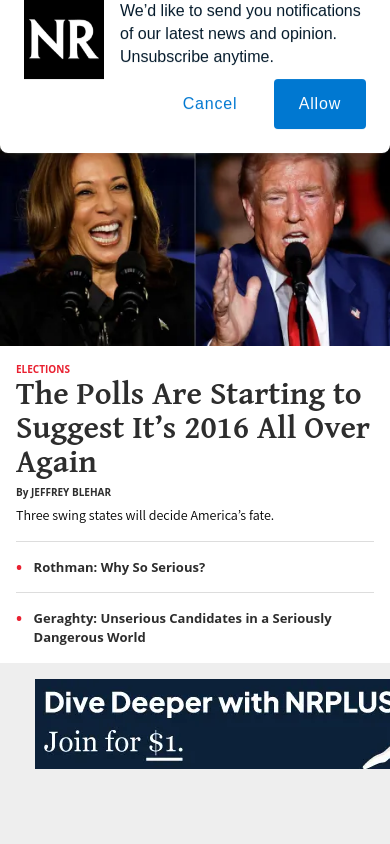 NR
We’d like to send you notifications
of our latest news and opinion.
Unsubscribe anytime.
Cancel
Allow
ELECTIONS
The Polls Are Starting to
Suggest It’s 2016 All Over
Again
By JEFFREY BLEHAR
Three swing states will decide America’s fate.
• Rothman: Why So Serious?
• Geraghty: Unserious Candidates in a Seriously
Dangerous World
Dive Deeper with NRPLUS
Join for $1.